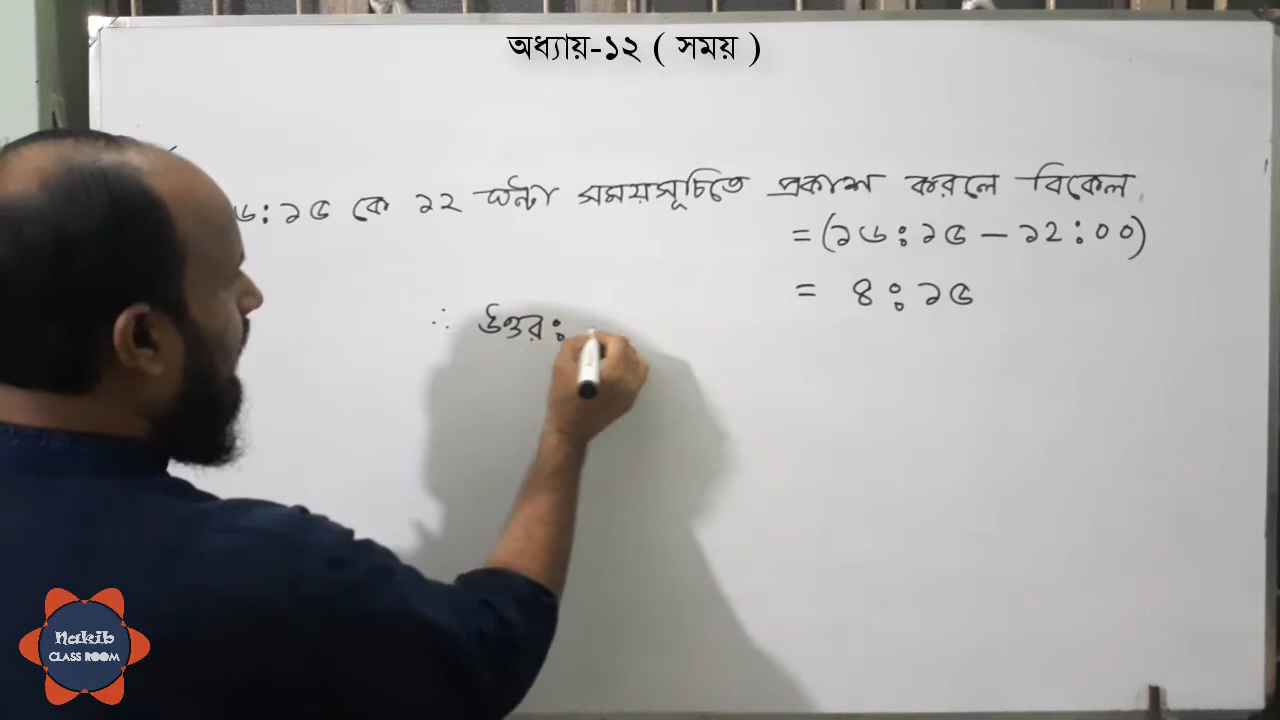 অধ্যায়-১২ ( সময় )
৬:১৫ কে ১২ ঘন্টা সময়সূচিতে প্রকাশ করলে বিকেল
= (১৬:১৫ — ১২:০০)
= ৪:১৫
∴ উত্তর:
Nakib
CLASS ROOM